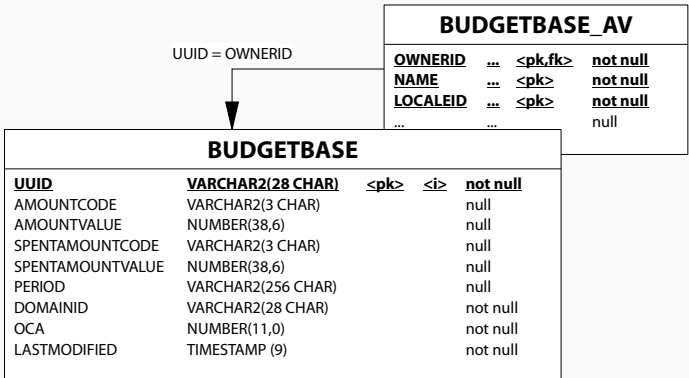 BUDGETBASE_AV
UUID = OWNERID
OWNERID ... <pk,fk> not null
NAME ... <pk> not null
LOCALEID ... <pk> not null
... ... null
BUDGETBASE
UUID VARCHAR2(28 CHAR) <pk> <i> not null
AMOUNTCODE VARCHAR2(3 CHAR) null
AMOUNTVALUE NUMBER(38,6) null
SPENTAMOUNTCODE VARCHAR2(3 CHAR) null
SPENTAMOUNTVALUE NUMBER(38,6) null
PERIOD VARCHAR2(256 CHAR) null
DOMAINID VARCHAR2(28 CHAR) not null
OCA NUMBER(11,0) not null
LASTMODIFIED TIMESTAMP (9) not null